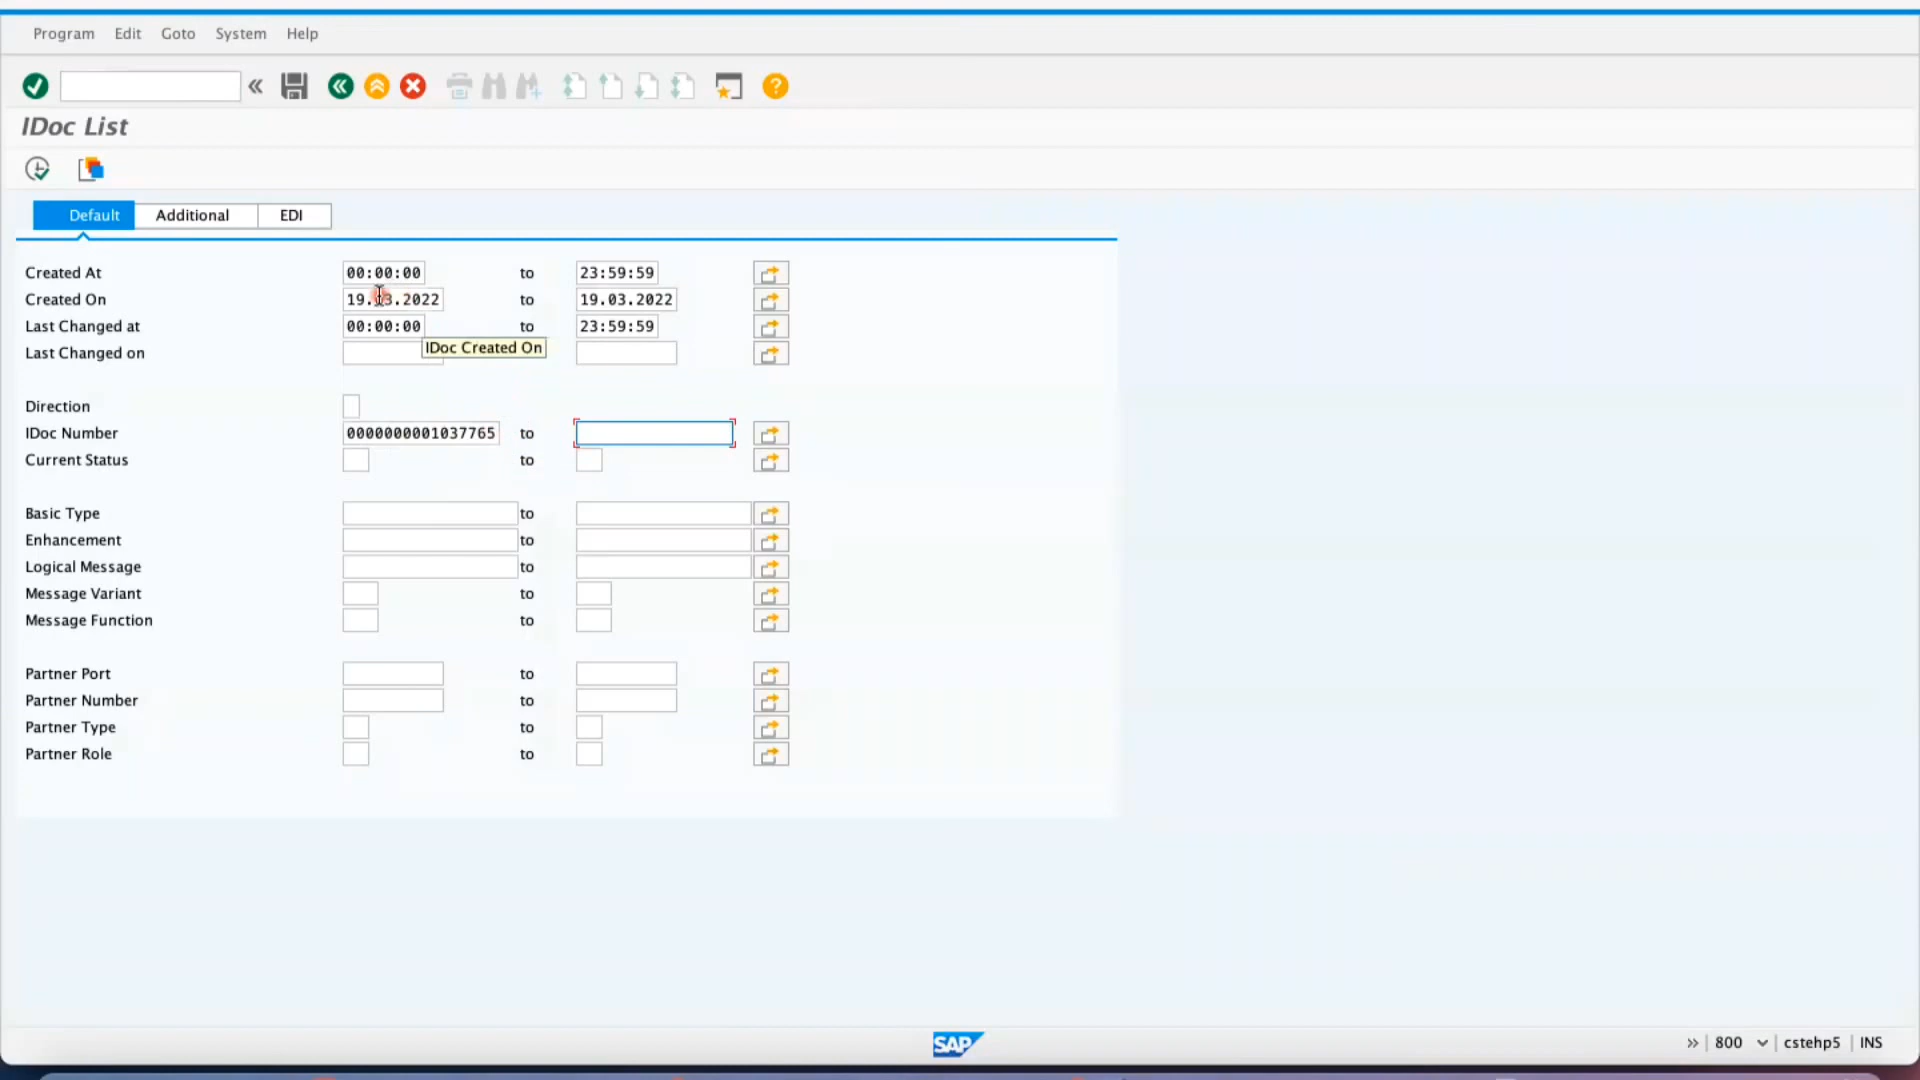 Program Edit Goto System Help
IDoc List
Default Additional EDI
Created At 00:00:00 to 23:59:59
Created On 19.03.2022 to 19.03.2022
Last Changed at 00:00:00 to 23:59:59
Last Changed on
IDoc Created On
Direction
IDoc Number 0000000001037765 to
Current Status to
Basic Type to
Enhancement to
Logical Message to
Message Variant to
Message Function to
Partner Port to
Partner Number to
Partner Type to
Partner Role to
SAP 800 cstehp5 INS